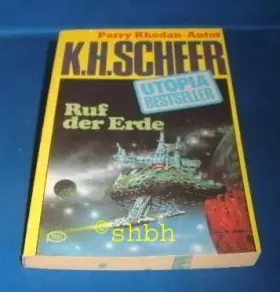 Perry Rhodan-Autor
K.H. SCHEER
UTOPIA
BESTSELLER
Ruf
der Erde
©shbh